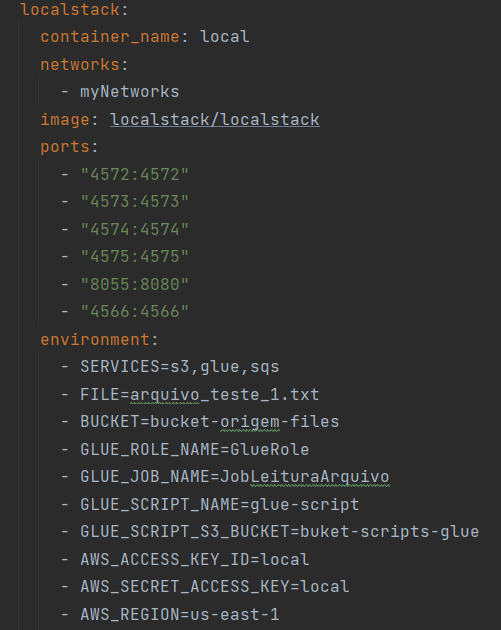 localstack:
container_name: local
networks:
- myNetworks
image: localstack/localstack
ports:
- "4572:4572"
- "4573:4573"
- "4574:4574"
- "4575:4575"
- "8055:8080"
- "4566:4566"
environment:
- SERVICES=s3,glue,sqs
- FILE=arquivo_teste_1.txt
- BUCKET=bucket-origem-files
- GLUE_ROLE_NAME=GlueRole
- GLUE_JOB_NAME=JobLeituraArquivo
- GLUE_SCRIPT_NAME=glue-script
- GLUE_SCRIPT_S3_BUCKET=buket-scripts-glue
- AWS_ACCESS_KEY_ID=local
- AWS_SECRET_ACCESS_KEY=local
- AWS_REGION=us-east-1